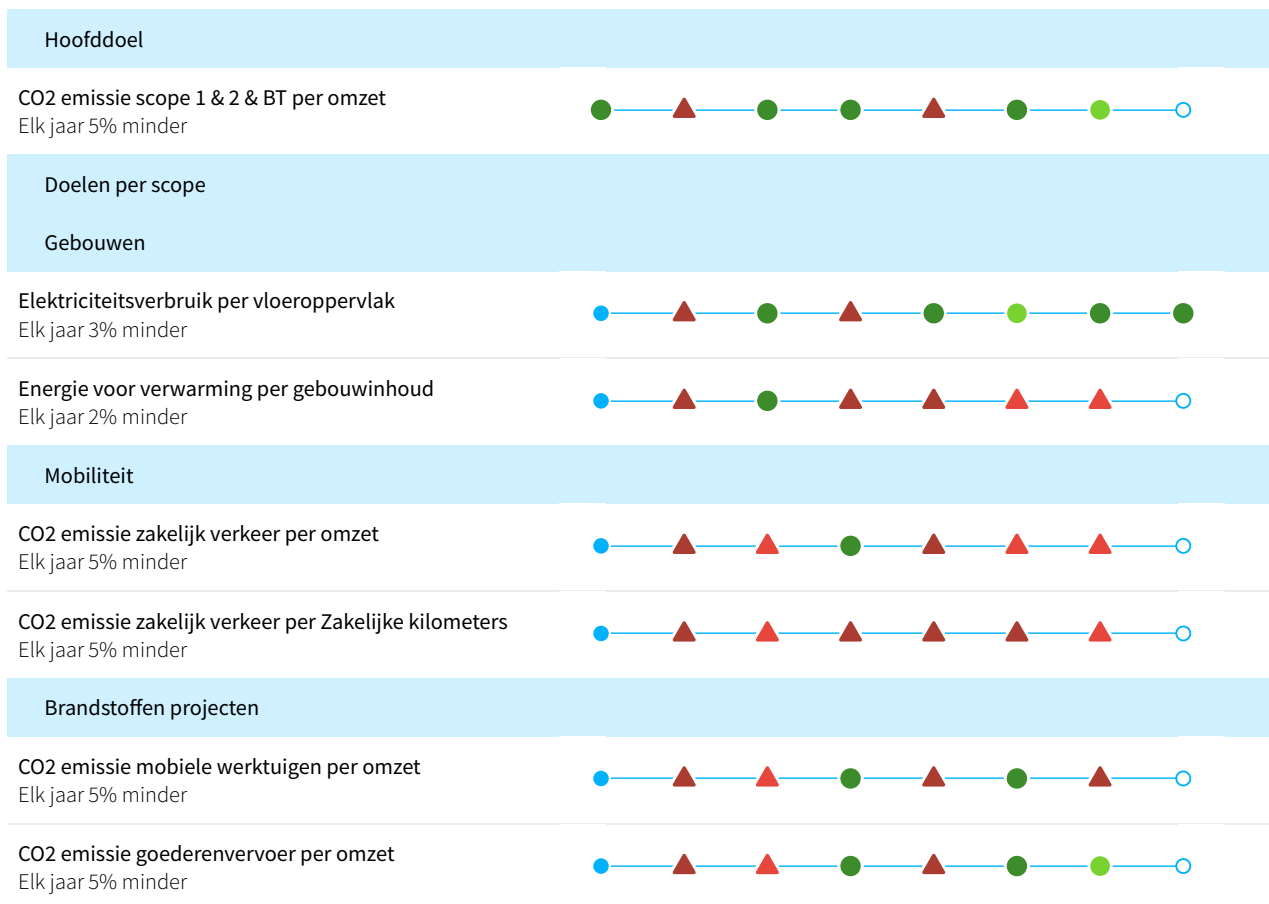 Hoofddoel
CO2 emissie scope 1 & 2 & BT per omzet
Elk jaar 5% minder
Doelen per scope
Gebouwen
Elektriciteitsverbruik per vloeroppervlak
Elk jaar 3% minder
Energie voor verwarming per gebouwinhoud
Elk jaar 2% minder
Mobiliteit
CO2 emissie zakelijk verkeer per omzet
Elk jaar 5% minder
CO2 emissie zakelijk verkeer per Zakelijke kilometers
Elk jaar 5% minder
Brandstoffen projecten
CO2 emissie mobiele werktuigen per omzet
Elk jaar 5% minder
CO2 emissie goederenvervoer per omzet
Elk jaar 5% minder